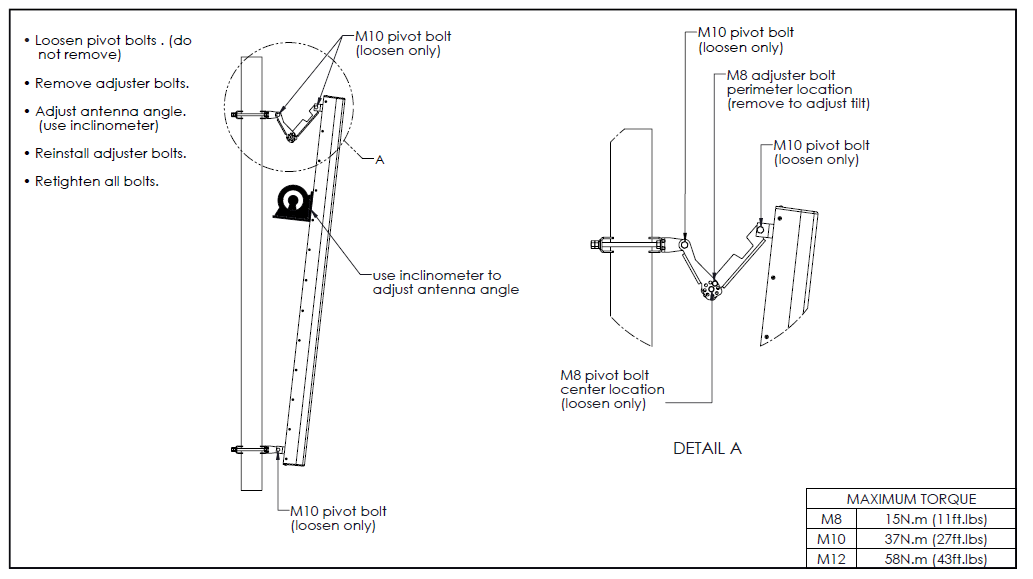 • Loosen pivot bolts . (do
not remove)
• Remove adjuster bolts.
• Adjust antenna angle.
(use inclinometer)
• Reinstall adjuster bolts.
• Retighten all bolts.
M10 pivot bolt
(loosen only)
A
use inclinometer to
adjust antenna angle
M10 pivot bolt
(loosen only)
M10 pivot bolt
(loosen only)
M8 adjuster bolt
perimeter location
(remove to adjust tilt)
M10 pivot bolt
(loosen only)
M8 pivot bolt
center location
(loosen only)
DETAIL A
MAXIMUM TORQUE
M8 15N.m (11ft.lbs)
M10 37N.m (27ft.lbs)
M12 58N.m (43ft.lbs)